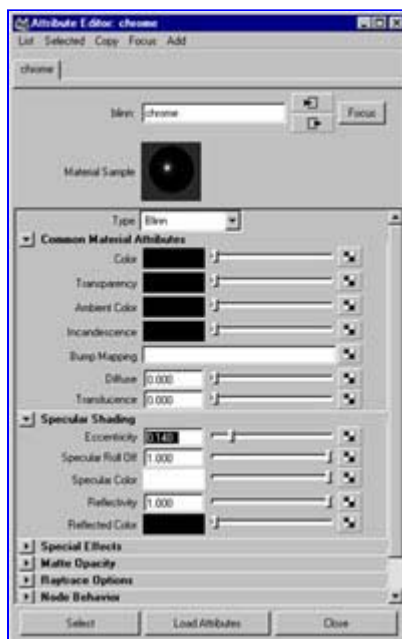 Attribute Editor: chrome
List Selected Copy Focus Add
chrome
blinn: chrome
Focus
Material Sample
Type Blinn
Common Material Attributes
Color
Transparency
Ambient Color
Incandescence
Bump Mapping
Diffuse 0.000
Translucence 0.000
Specular Shading
Eccentricity 0.140
Specular Roll Off 1.000
Specular Color
Reflectivity 1.000
Reflected Color
Special Effects
Matte Opacity
Raytrace Options
Node Behavior
Select Load Attributes Close